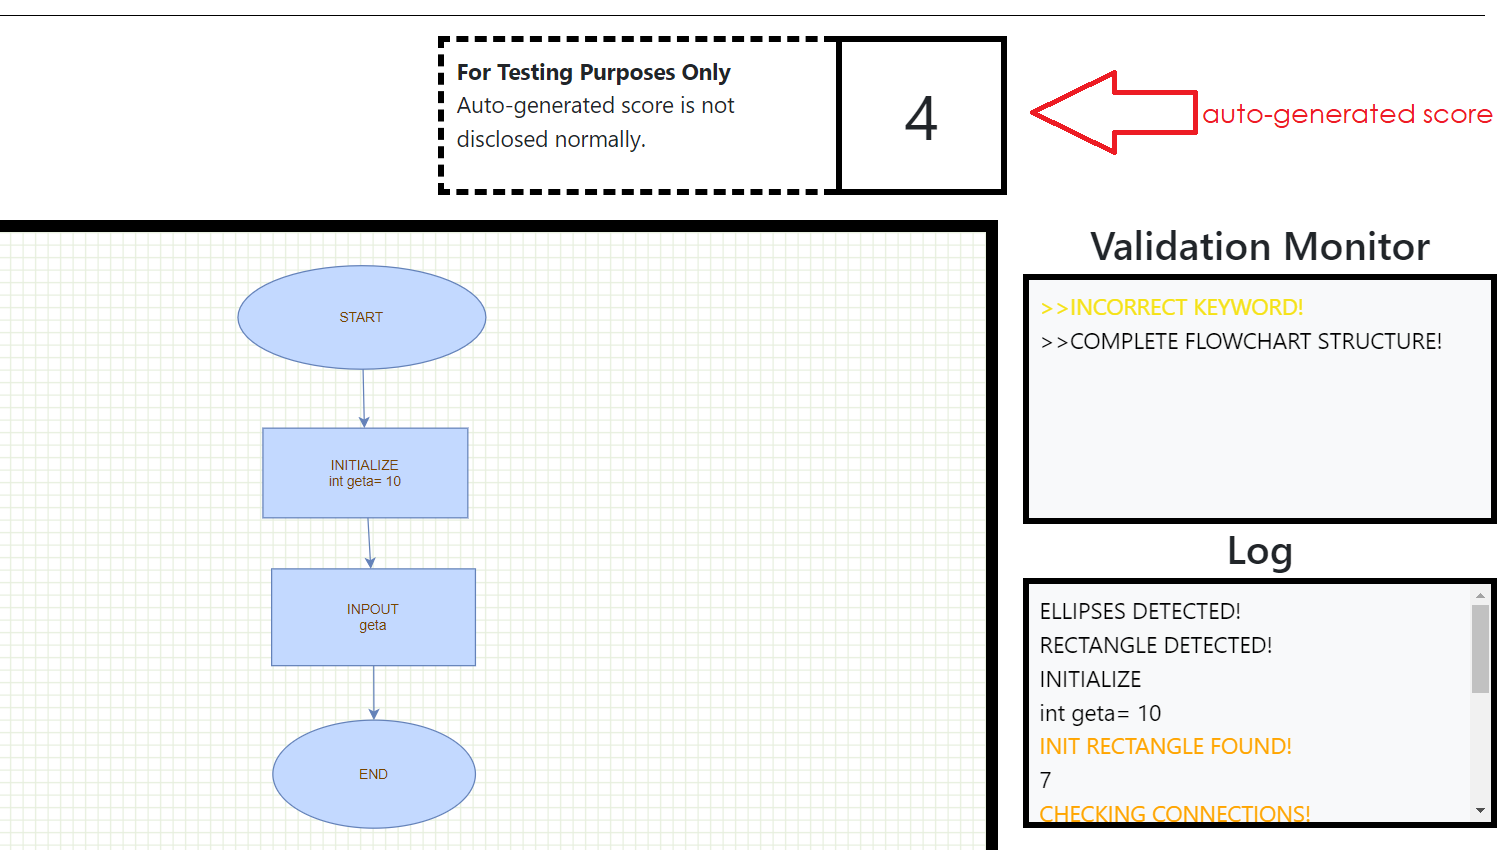 For Testing Purposes Only
Auto-generated score is not
disclosed normally.
4
auto-generated score
START
INITIALIZE
int geta= 10
INPOUT
geta
END
Validation Monitor
>>INCORRECT KEYWORD!
>>COMPLETE FLOWCHART STRUCTURE!
Log
ELLIPSES DETECTED!
RECTANGLE DETECTED!
INITIALIZE
int geta= 10
INIT RECTANGLE FOUND!
7
CHECKING CONNECTIONS!